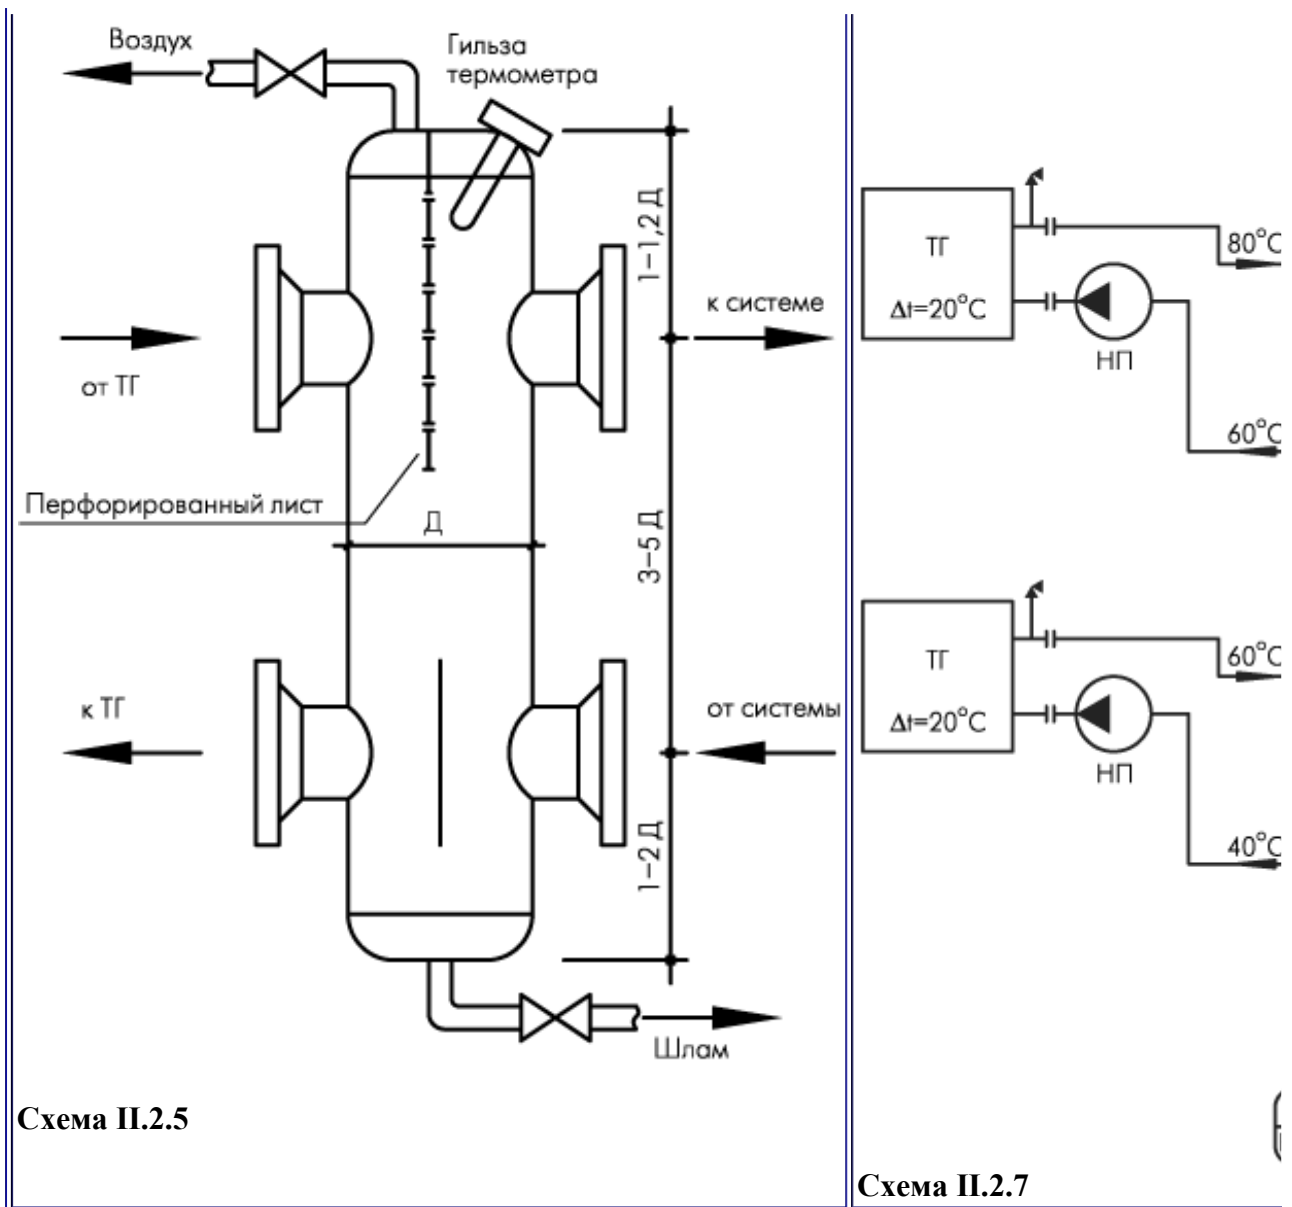 Воздух
Гильза
термометра
1–1,2 Д
к системе
от ТГ
Перфорированный лист
Д
3–5 Д
к ТГ
от системы
1–2 Д
Шлам
Схема II.2.5
ТГ
Δt=20°C
НП
80°C
60°C
ТГ
Δt=20°C
НП
60°C
40°C
Схема II.2.7